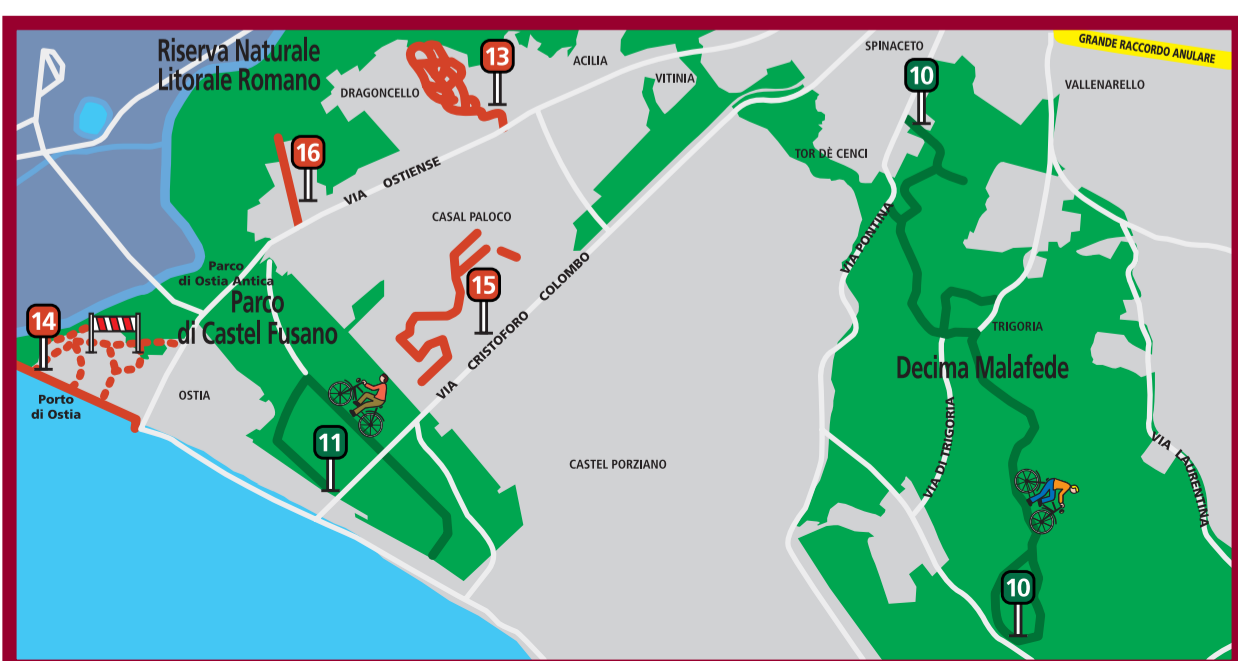 Riserva Naturale
Litorale Romano
13
ACILIA
DRAGONCELLO
VITINIA
SPINACETO
10
GRANDE RACCORDO ANULARE
VALLENARELLO
16
VIA OSTIENSE
TOR DÈ CENCI
CASAL PALOCO
VIA PONTINA
Parco
di Ostia Antica
Parco
di Castel Fusano
14
15
VIA CRISTOFORO COLOMBO
TRIGORIA
Decima Malafede
Porto
di Ostia
OSTIA
11
CASTEL PORZIANO
VIA DI TRIGORIA
VIA LAURENTINA
10